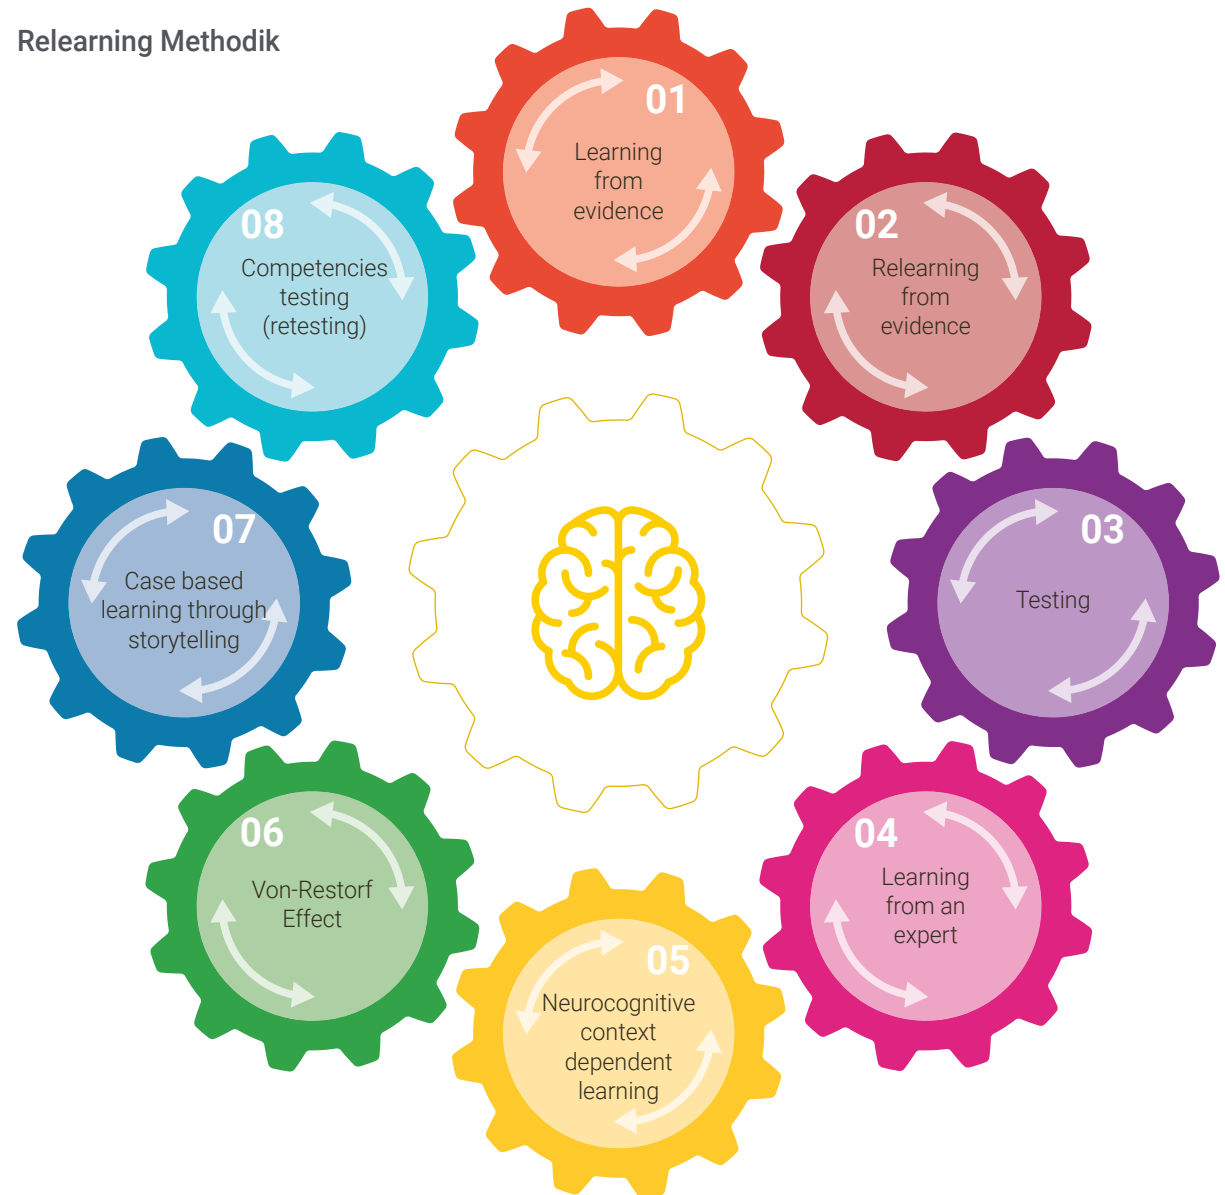 Relearning Methodik
01
Learning
from
evidence
02
Relearning
from
evidence
03
Testing
04
Learning
from an
expert
05
Neurocognitive
context
dependent
learning
06
Von-Restorf
Effect
07
Case based
learning through
storytelling
08
Competencies
testing
(retesting)